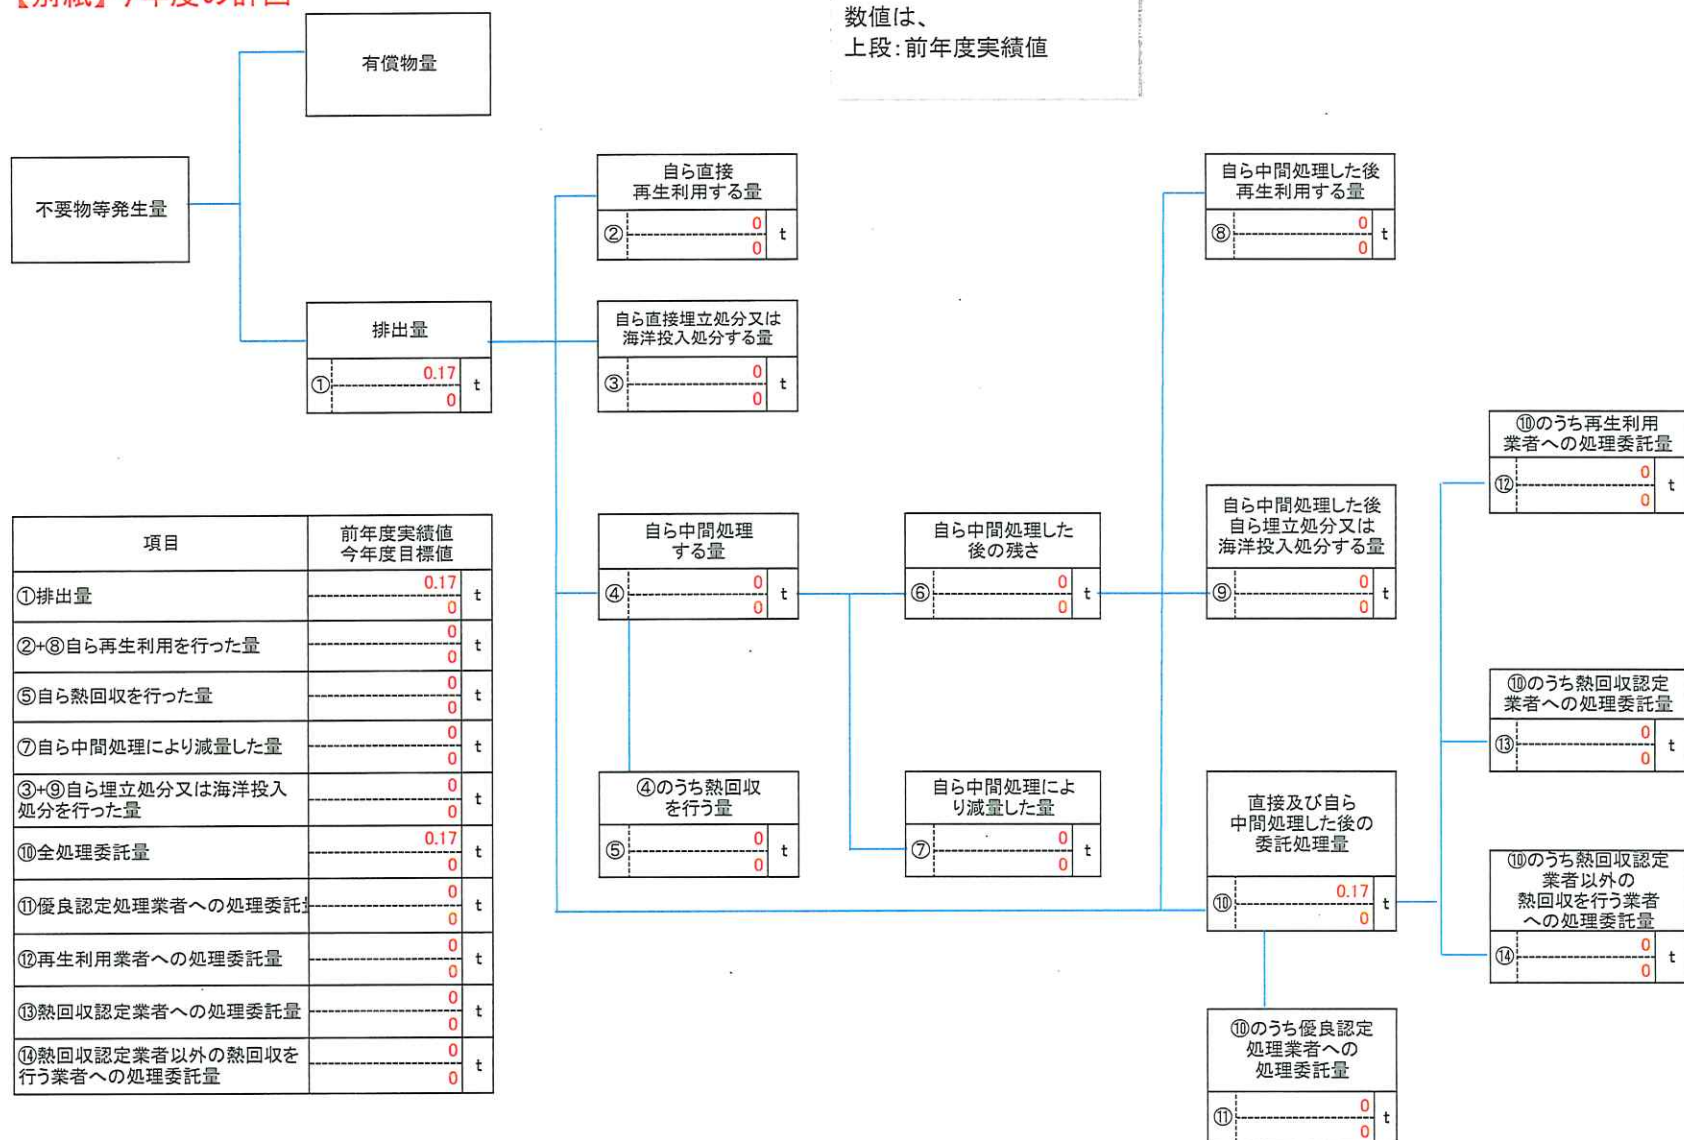 数値は、
上段：前年度実績値
有償物量
不要物等発生量
排出量
① 0.17 t
0
自ら直接
再生利用する量
② 0 t
0
自ら直接埋立処分又は
海洋投入処分する量
③ 0 t
0
自ら中間処理
する量
④ 0 t
0
④のうち熱回収
を行う量
⑤ 0 t
0
自ら中間処理した
後の残さ
⑥ 0 t
0
自ら中間処理によ
り減量した量
⑦ 0 t
0
自ら中間処理した後
再生利用する量
⑧ 0 t
0
自ら中間処理した後
自ら埋立処分又は
海洋投入処分する量
⑨ 0 t
0
直接及び自ら
中間処理した後の
委託処理量
⑩ 0.17 t
0
⑩のうち優良認定
処理業者への
処理委託量
⑪ 0 t
0
⑩のうち再生利用
業者への処理委託量
⑫ 0 t
0
⑩のうち熱回収認定
業者への処理委託量
⑬ 0 t
0
⑩のうち熱回収認定
業者以外の
熱回収を行う業者
への処理委託量
⑭ 0 t
0
項目 前年度実績値
今年度目標値
①排出量 0.17 t
0
②+⑧自ら再生利用を行った量 0 t
0
⑤自ら熱回収を行った量 0 t
0
⑦自ら中間処理により減量した量 0 t
0
③+⑨自ら埋立処分又は海洋投入
処分を行った量 0 t
0
⑩全処理委託量 0.17 t
0
⑪優良認定処理業者への処理委託 0 t
0
⑫再生利用業者への処理委託量 0 t
0
⑬熱回収認定業者への処理委託量 0 t
0
⑭熱回収認定業者以外の熱回収を
行う業者への処理委託量 0 t
0